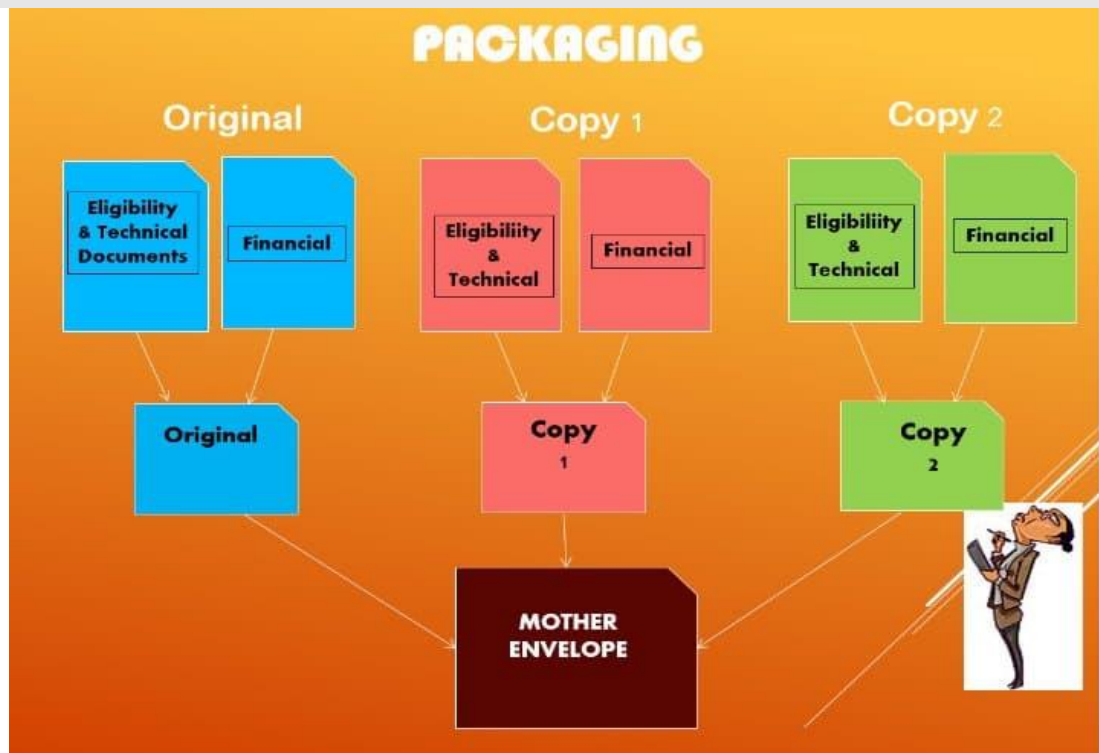 PACKAGING
Original
Copy 1
Copy 2
Eligibility
& Technical
Documents
Financial
Eligibiliity
&
Technical
Financial
Eligibiliity
&
Technical
Financial
Original
Copy
1
Copy
2
MOTHER
ENVELOPE